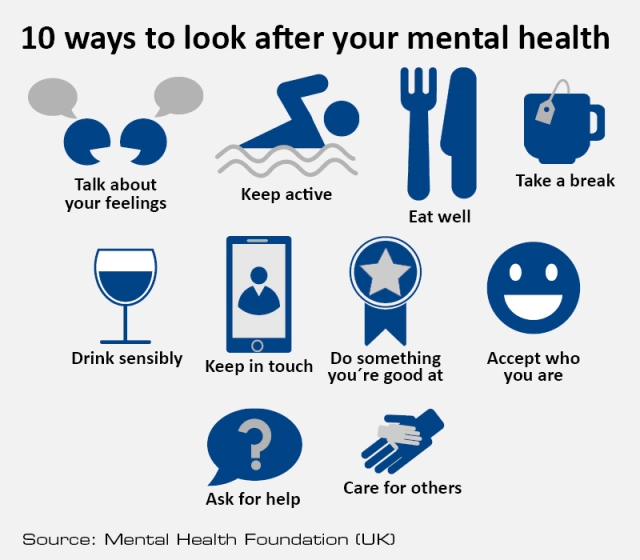 10 ways to look after your mental health
Talk about
your feelings
Keep active
Eat well
Take a break
Drink sensibly
Keep in touch
Do something
you´re good at
Accept who
you are
?
Ask for help
Care for others
Source: Mental Health Foundation (UK)